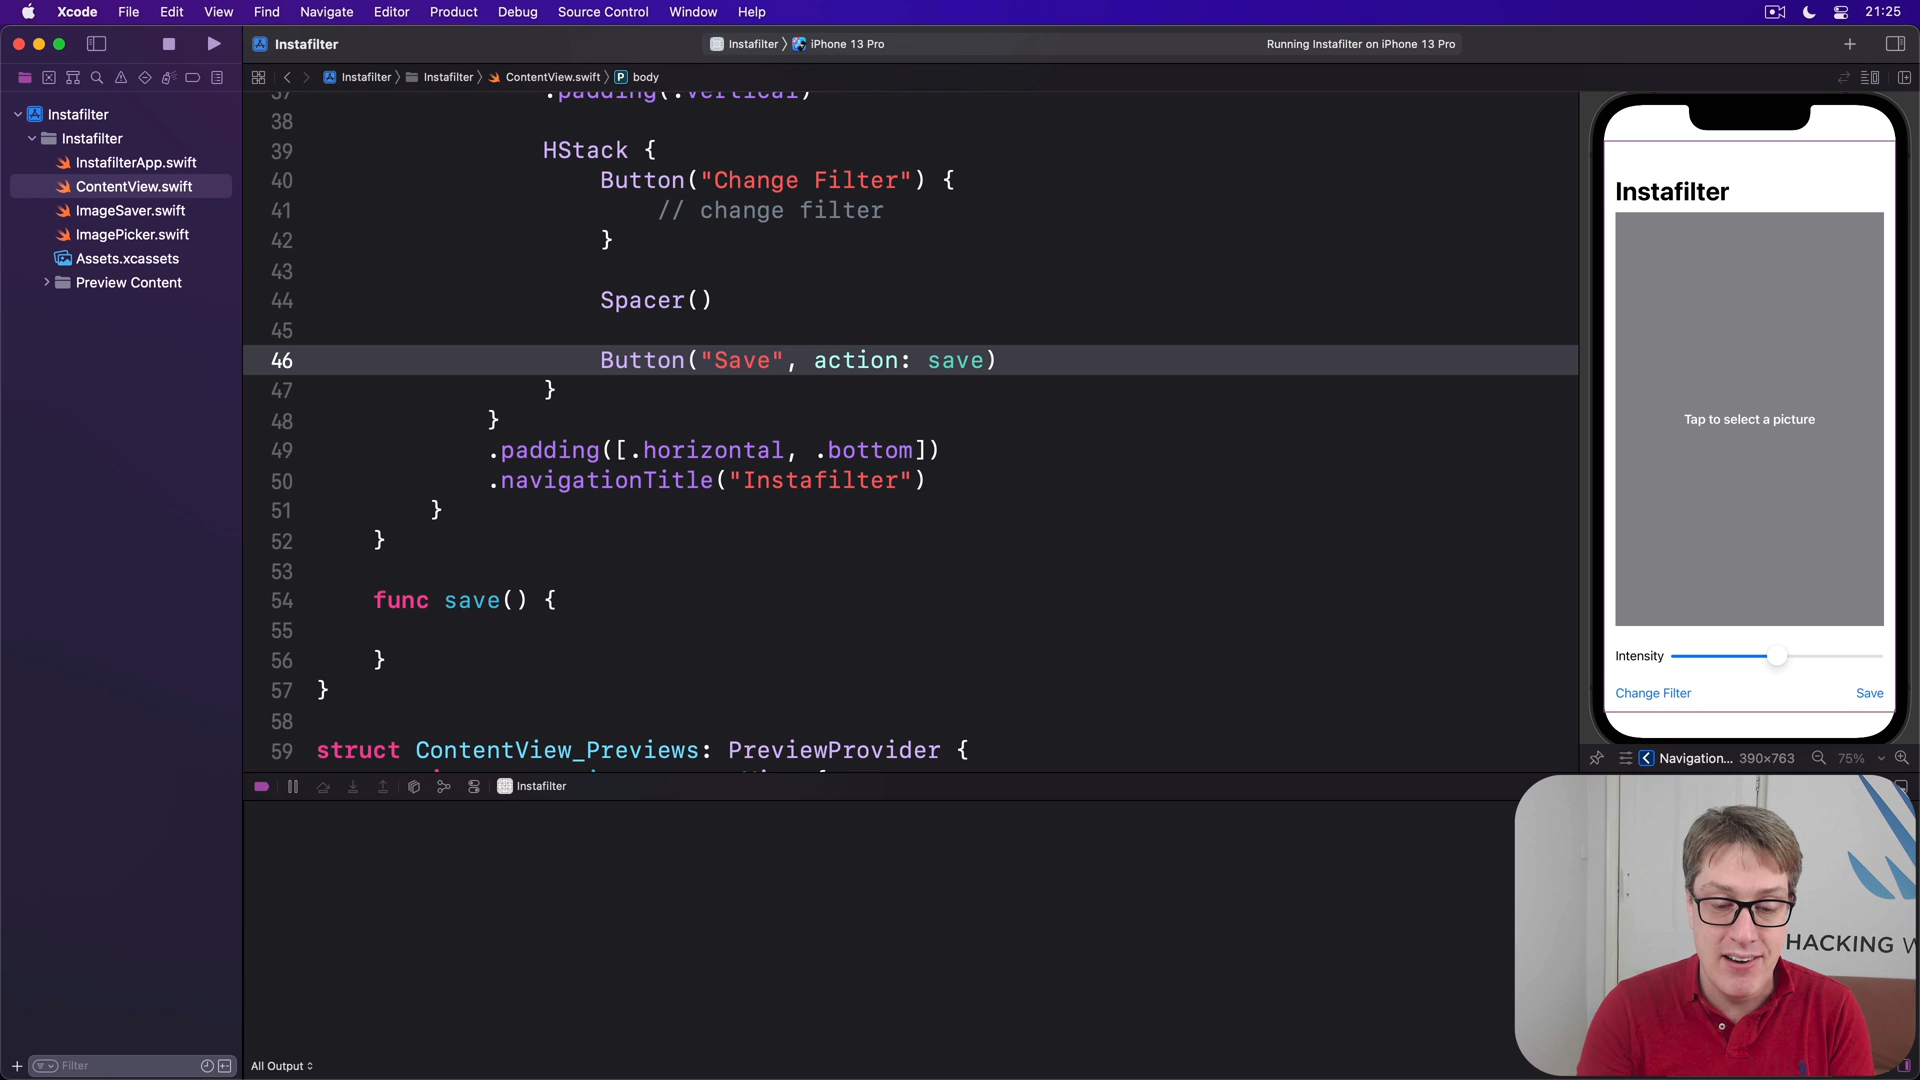 Xcode File Edit View Find Navigate Editor Product Debug Source Control Window Help 21:25
Instafilter Instafilter iPhone 13 Pro Running Instafilter on iPhone 13 Pro
Instafilter Instafilter ContentView.swift body
Instafilter
Instafilter
InstafilterApp.swift
ContentView.swift
ImageSaver.swift
ImagePicker.swift
Assets.xcassets
Preview Content
Filter
37 .padding(.vertical)
38
39 HStack {
40 Button("Change Filter") {
41 // change filter
42 }
43
44 Spacer()
45
46 Button("Save", action: save)
47 }
48 }
49 .padding([.horizontal, .bottom])
50 .navigationTitle("Instafilter")
51 }
52 }
53
54 func save() {
55
56 }
57 }
58
59 struct ContentView_Previews: PreviewProvider {
Instafilter
All Output
Instafilter
Tap to select a picture
Intensity
Change Filter Save
Navigation... 390×763 75%
HACKING W